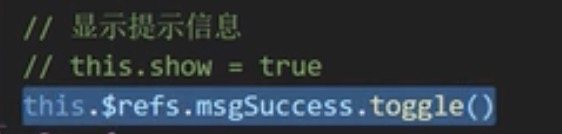 // 显示提示信息
// this.show = true
this.$refs.msgSuccess.toggle()